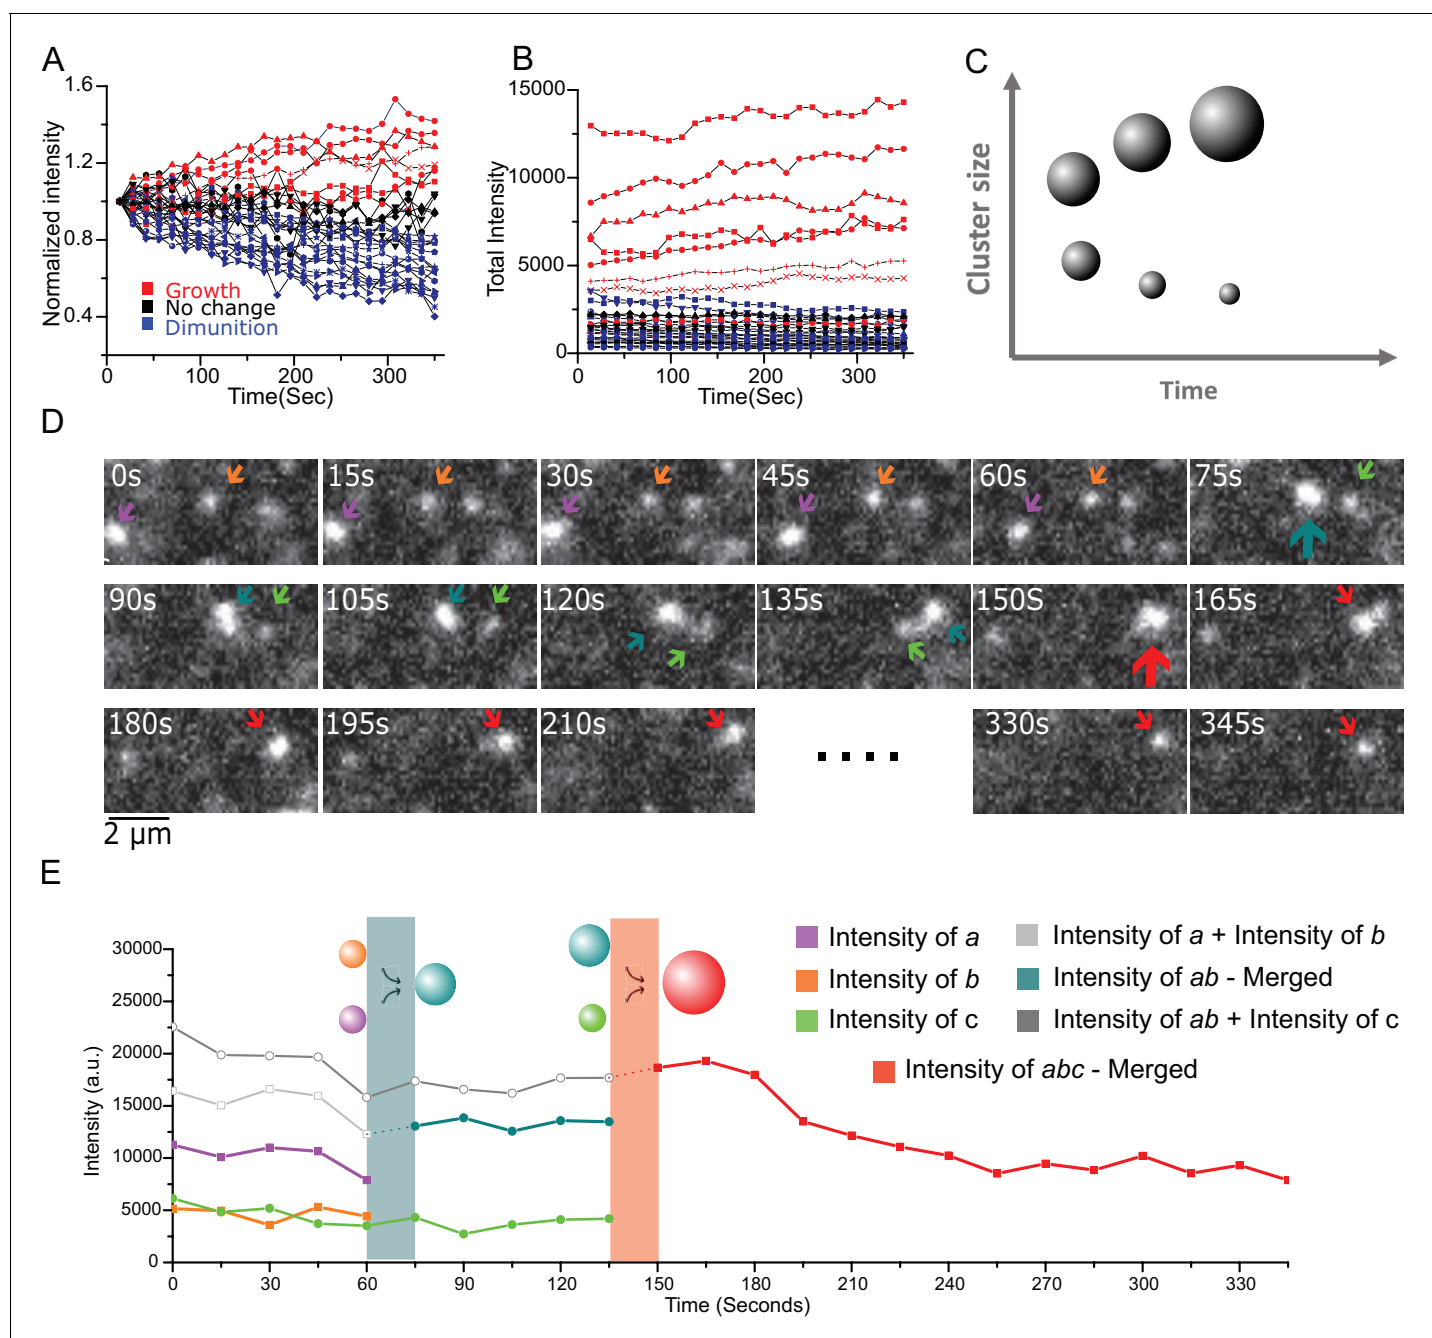 A
Normalized intensity
1.6
1.2
0.8
0.4
Growth
No change
Dimunition
0
100
200
300
Time(Sec)
B
Total Intensity
15000
10000
5000
0
0
100
200
300
Time(Sec)
C
Cluster size
Time
D
0s
15s
30s
45s
60s
75s
90s
105s
120s
135s
150S
165s
180s
195s
210s
330s
345s
2 µm
E
Intensity (a.u.)
30000
25000
20000
15000
10000
5000
0
0
30
60
90
120
150
180
210
240
270
300
330
Time (Seconds)
Intensity of a
Intensity of b
Intensity of c
Intensity of a + Intensity of b
Intensity of ab - Merged
Intensity of ab + Intensity of c
Intensity of abc - Merged